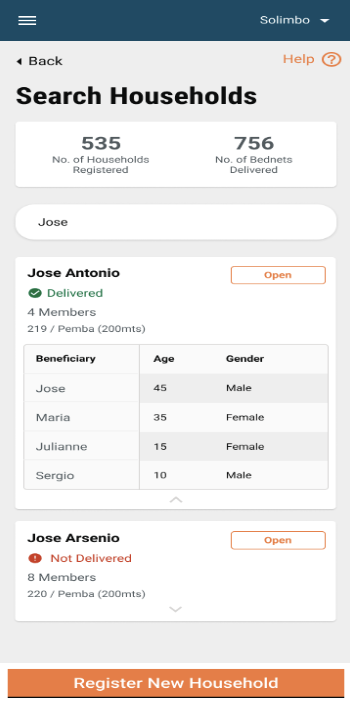 Solimbo
Back
Help ?
Search Households
535 756
No. of Households No. of Bednets
Registered Delivered
Jose
Jose Antonio Open
Delivered
4 Members
219 / Pemba (200mts)
Beneficiary Age Gender
Jose 45 Male
Maria 35 Female
Julianne 15 Female
Sergio 10 Male
Jose Arsenio Open
Not Delivered
8 Members
220 / Pemba (200mts)
Register New Household